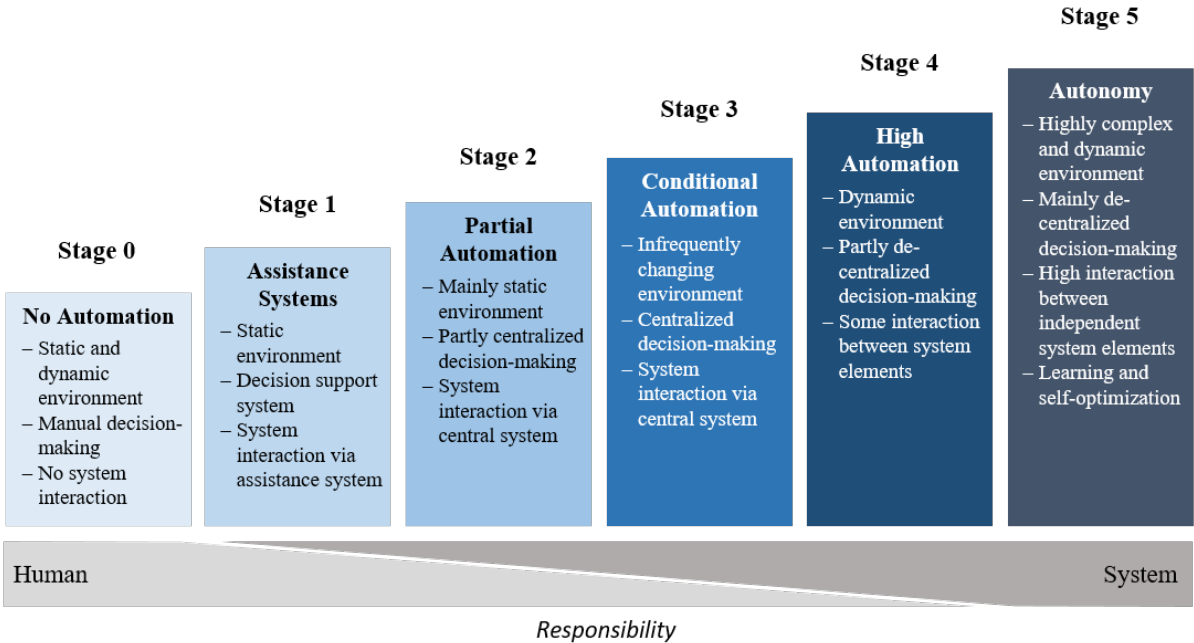 Stage 0
No Automation
– Static and
dynamic
environment
– Manual decision-
making
– No system
interaction
Stage 1
Assistance
Systems
– Static
environment
– Decision support
system
– System
interaction via
assistance system
Stage 2
Partial
Automation
– Mainly static
environment
– Partly centralized
decision-making
– System
interaction via
central system
Stage 3
Conditional
Automation
– Infrequently
changing
environment
– Centralized
decision-making
– System
interaction via
central system
Stage 4
High
Automation
– Dynamic
environment
– Partly de-
centralized
decision-making
– Some interaction
between system
elements
Stage 5
Autonomy
– Highly complex
and dynamic
environment
– Mainly de-
centralized
decision-making
– High interaction
between
independent
system elements
– Learning and
self-optimization
Human
System
Responsibility